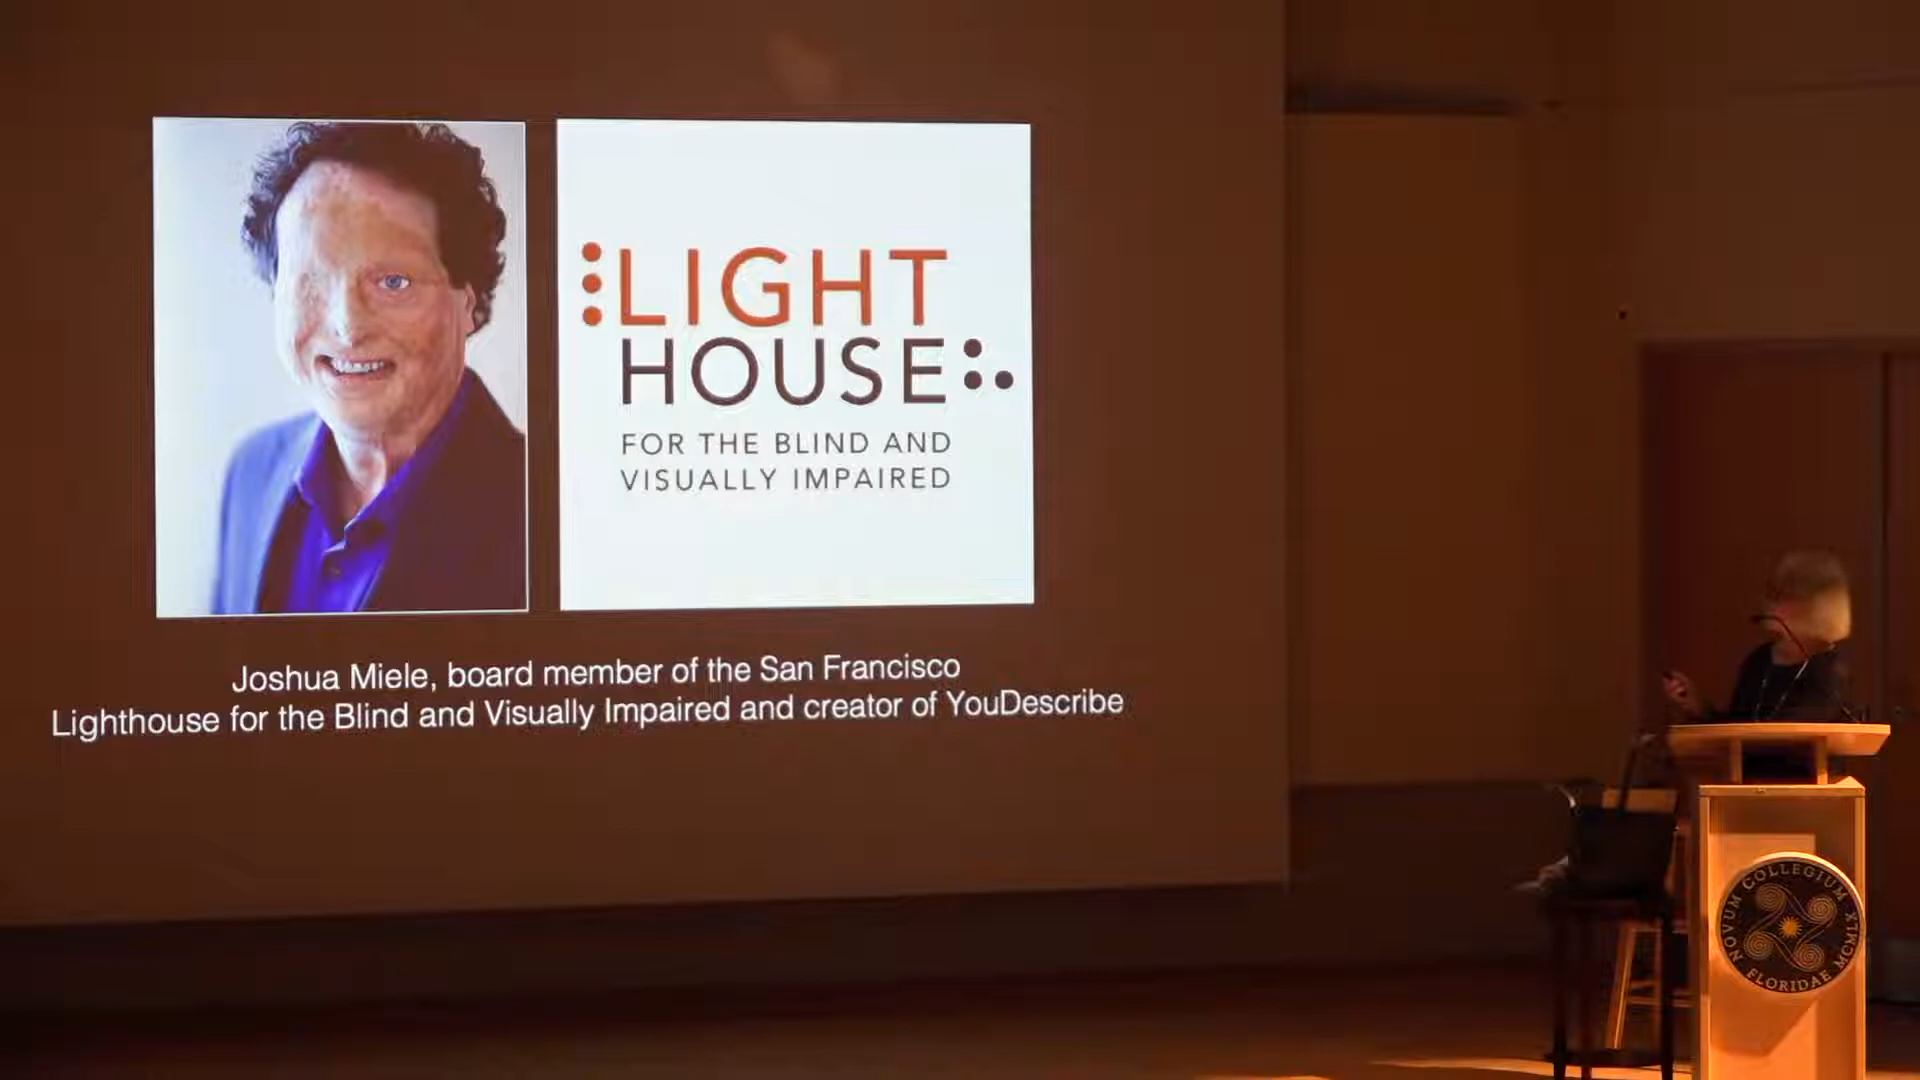 LIGHT
HOUSE
FOR THE BLIND AND
VISUALLY IMPAIRED
Joshua Miele, board member of the San Francisco
Lighthouse for the Blind and Visually Impaired and creator of YouDescribe
NOVUM COLLEGIUM FLORIDAE MCMLX